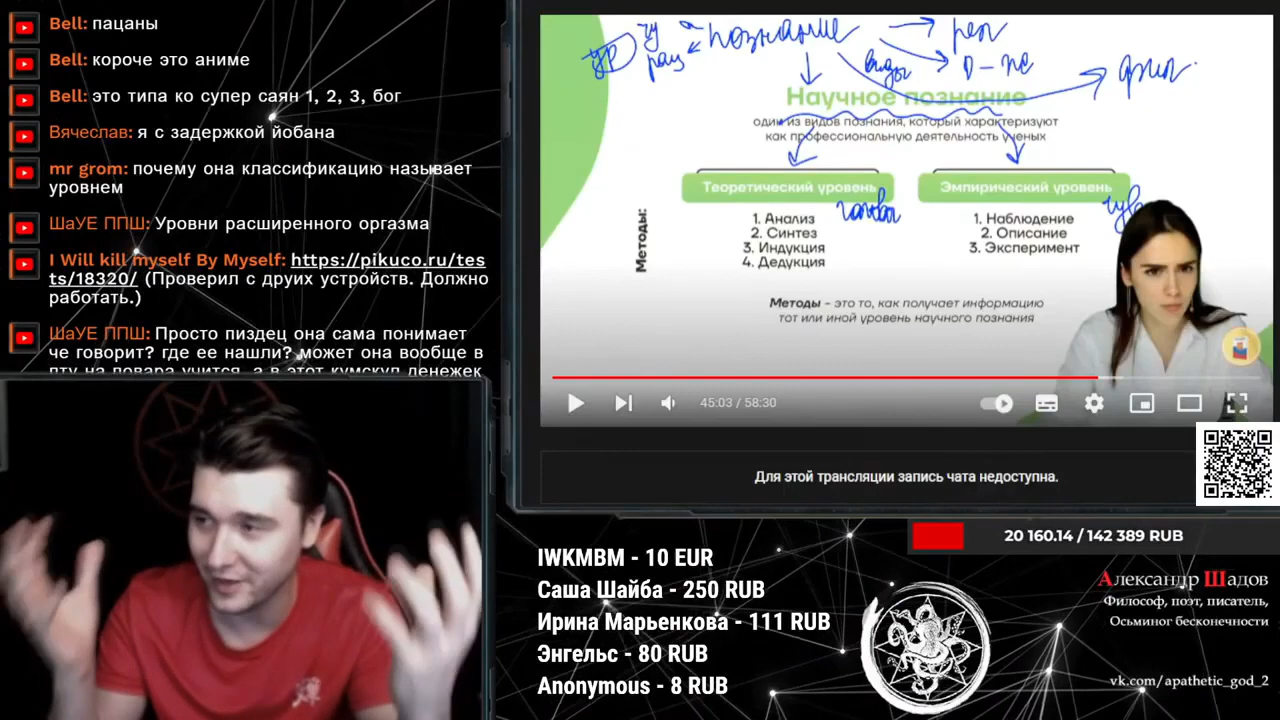 Bell: пацаны
Bell: короче это аниме
Bell: это типа ко супер саян 1, 2, 3, бог
Вячеслав: я с задержкой йобана
mr grom: почему она классификацию называет
уровнем
ШаУЕ ППШ: Уровни расширенного оргазма
I Will kill myself By Myself: https://pikuco.ru/tes
ts/18320/ (Проверил с друих устройств. Должно
работать.)
ШаУЕ ППШ: Просто пиздец она сама понимает
че говорит? где ее нашли? может она вообще в
пту на повара учится, а в этот кумскул денежек
познание
виды
Научное познание
один из видов познания, который характеризуют
как профессиональную деятельность ученых
Теоретический уровень
Эмпирический уровень
Методы:
1. Анализ
2. Синтез
3. Индукция
4. Дедукция
1. Наблюдение
2. Описание
3. Эксперимент
Методы - это то, как получает информацию
тот или иной уровень научного познания
45:03 / 58:30
Для этой трансляции запись чата недоступна.
20 160.14 / 142 389 RUB
IWKMBM - 10 EUR
Саша Шайба - 250 RUB
Ирина Марьенкова - 111 RUB
Энгельс - 80 RUB
Anonymous - 8 RUB
Александр Шадов
Философ, поэт, писатель,
Осьминог бесконечности
vk.com/apathetic_god_2